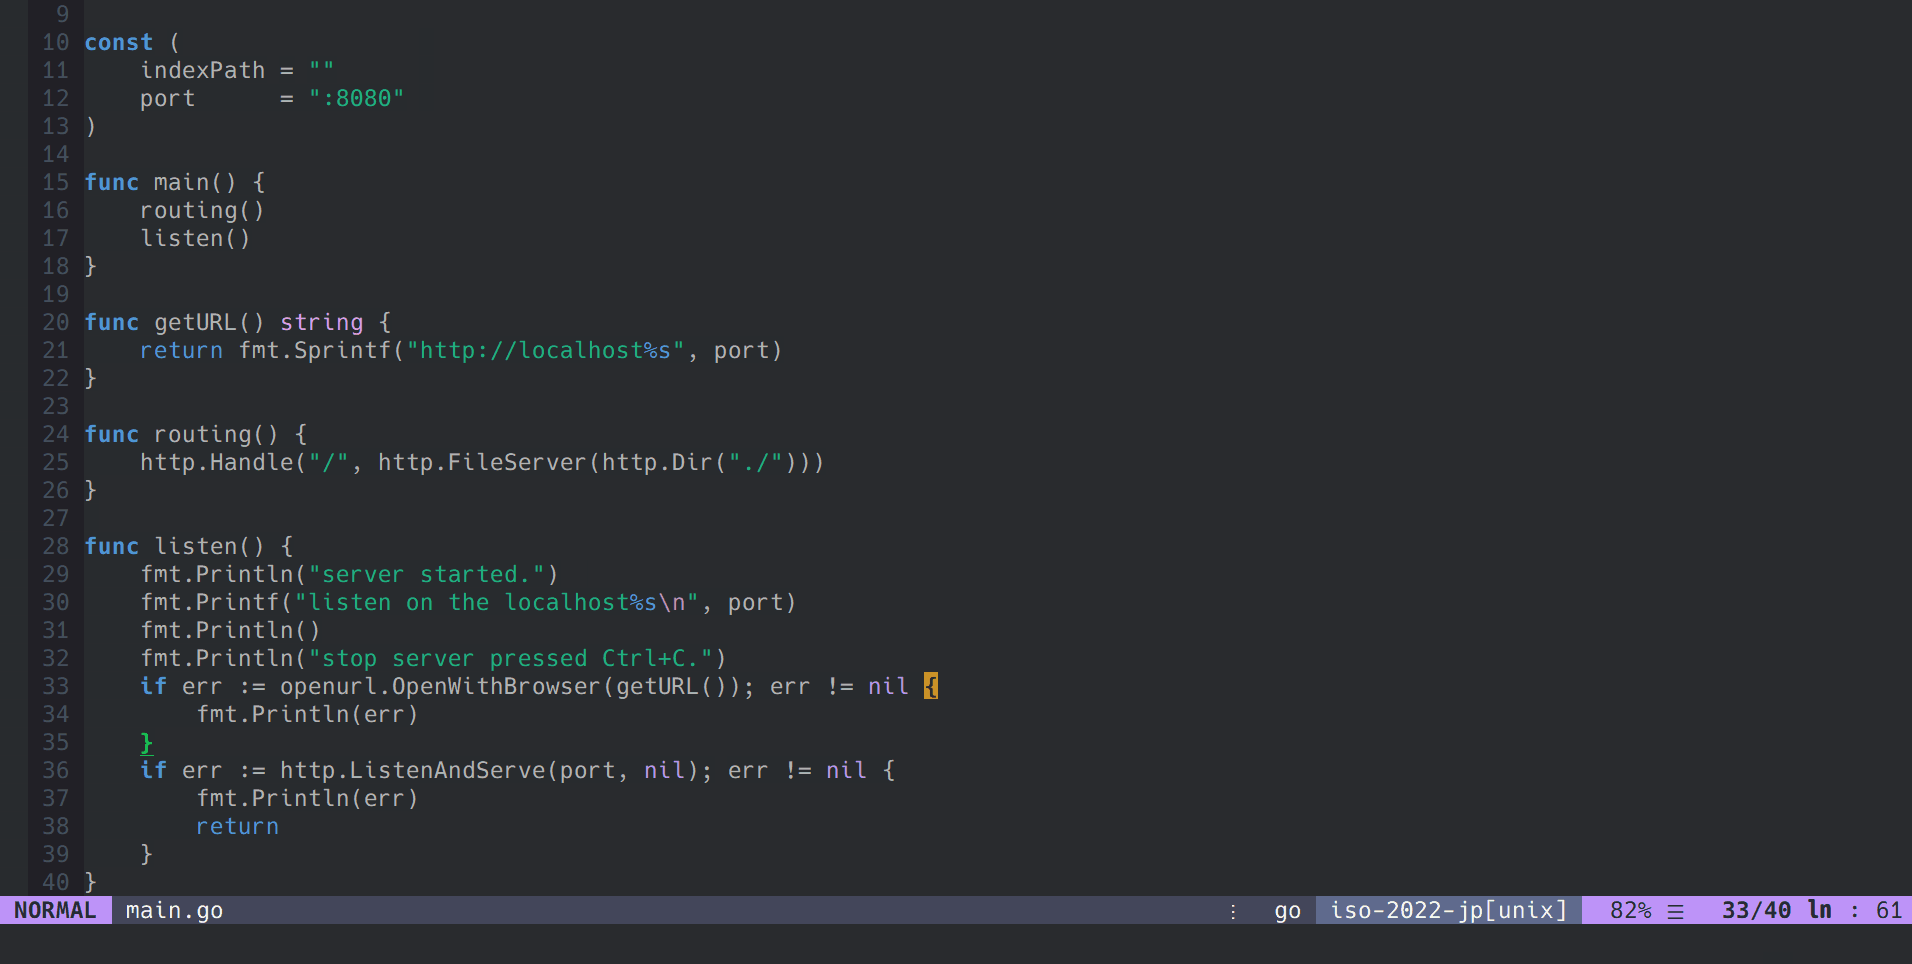 9
10 const (
11     indexPath = ""
12     port      = ":8080"
13 )
14
15 func main() {
16     routing()
17     listen()
18 }
19
20 func getURL() string {
21     return fmt.Sprintf("http://localhost%s", port)
22 }
23
24 func routing() {
25     http.Handle("/", http.FileServer(http.Dir("./")))
26 }
27
28 func listen() {
29     fmt.Println("server started.")
30     fmt.Printf("listen on the localhost%s\n", port)
31     fmt.Println()
32     fmt.Println("stop server pressed Ctrl+C.")
33     if err := openurl.OpenWithBrowser(getURL()); err != nil {
34         fmt.Println(err)
35     }
36     if err := http.ListenAndServe(port, nil); err != nil {
37         fmt.Println(err)
38         return
39     }
40 }
NORMAL main.go ⋮ go iso-2022-jp[unix] 82% ☰ 33/40 ln : 61